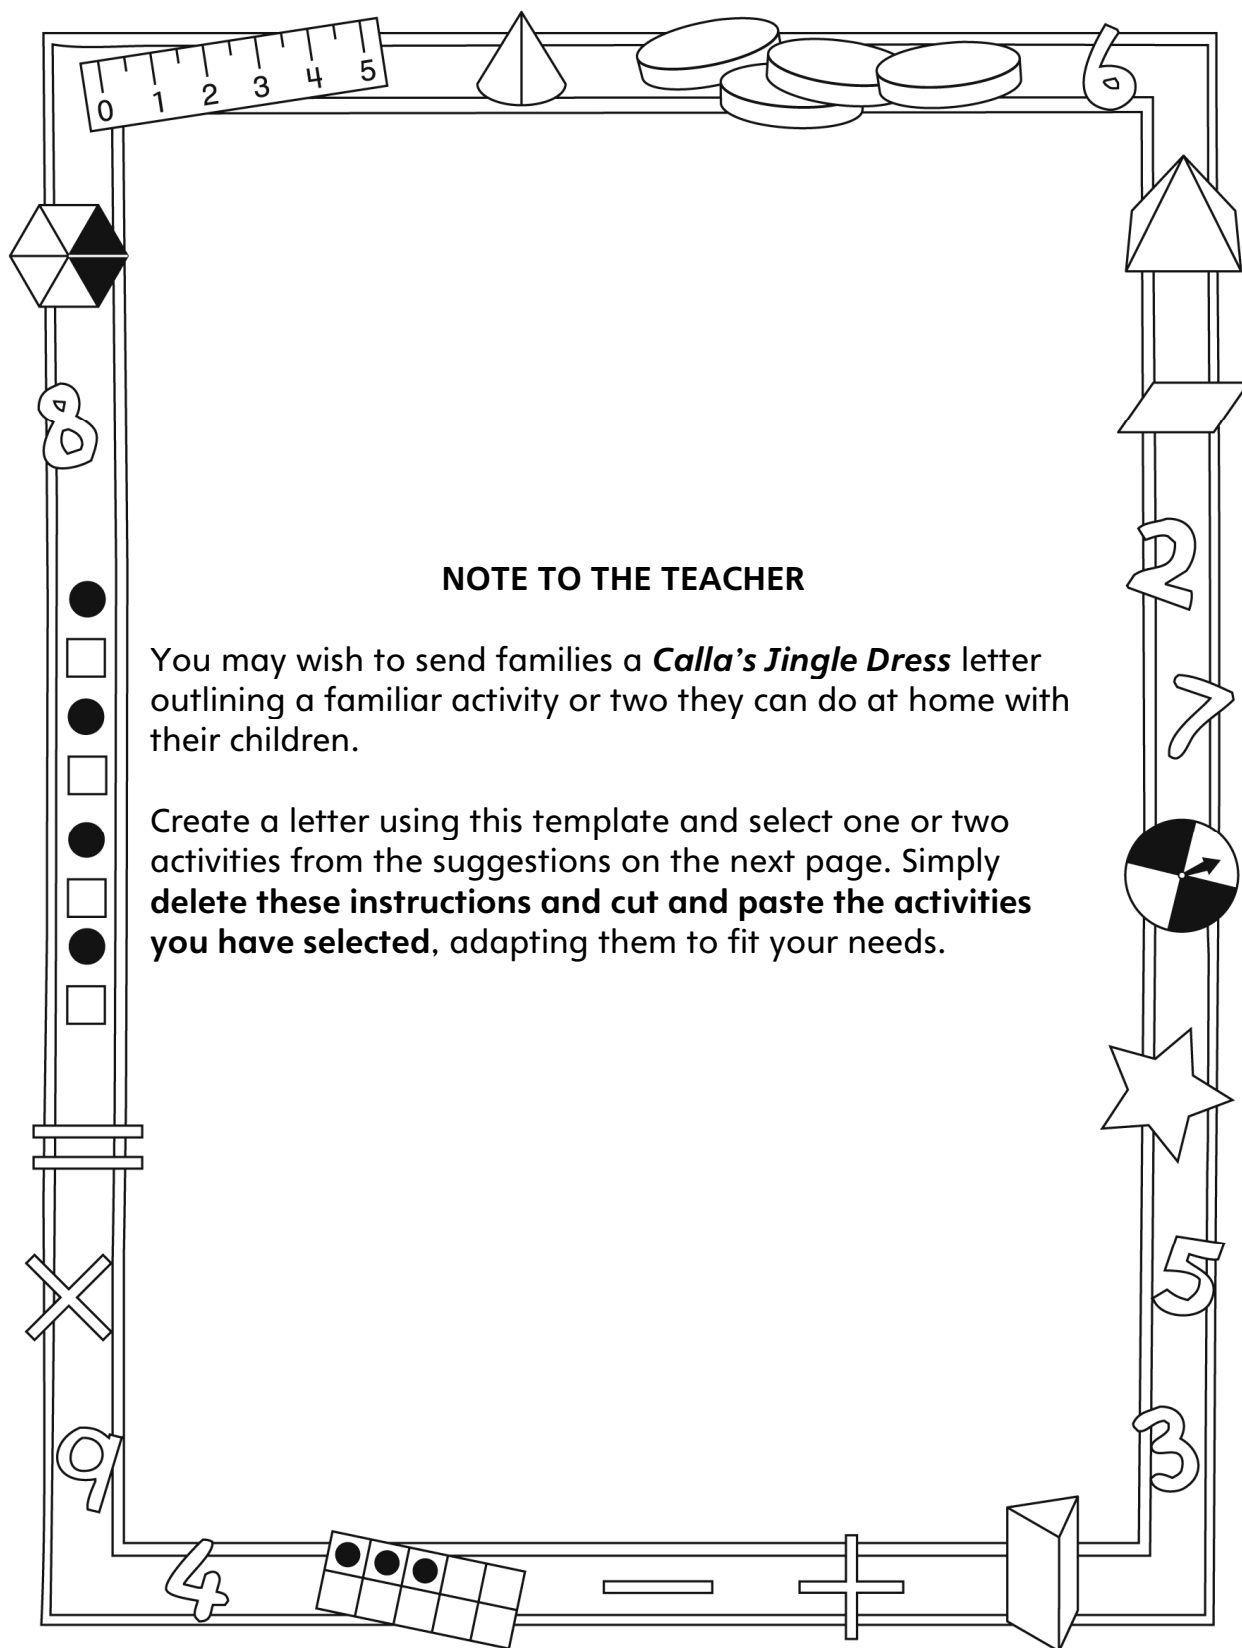 0 1 2 3 4 5
6
8
NOTE TO THE TEACHER
You may wish to send families a Calla’s Jingle Dress letter
outlining a familiar activity or two they can do at home with
their children.
Create a letter using this template and select one or two
activities from the suggestions on the next page. Simply
delete these instructions and cut and paste the activities
you have selected, adapting them to fit your needs.
2
7
5
3
=
×
9
4
−
+